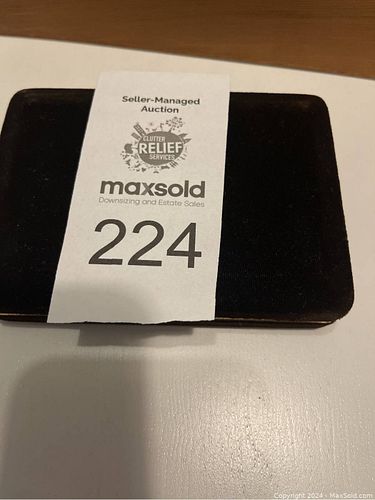 Seller-Managed
Auction
CLUTTER
RELIEF
SERVICES
maxsold
Downsizing and Estate Sales
224
Copyright 2024 - MaxSold.com